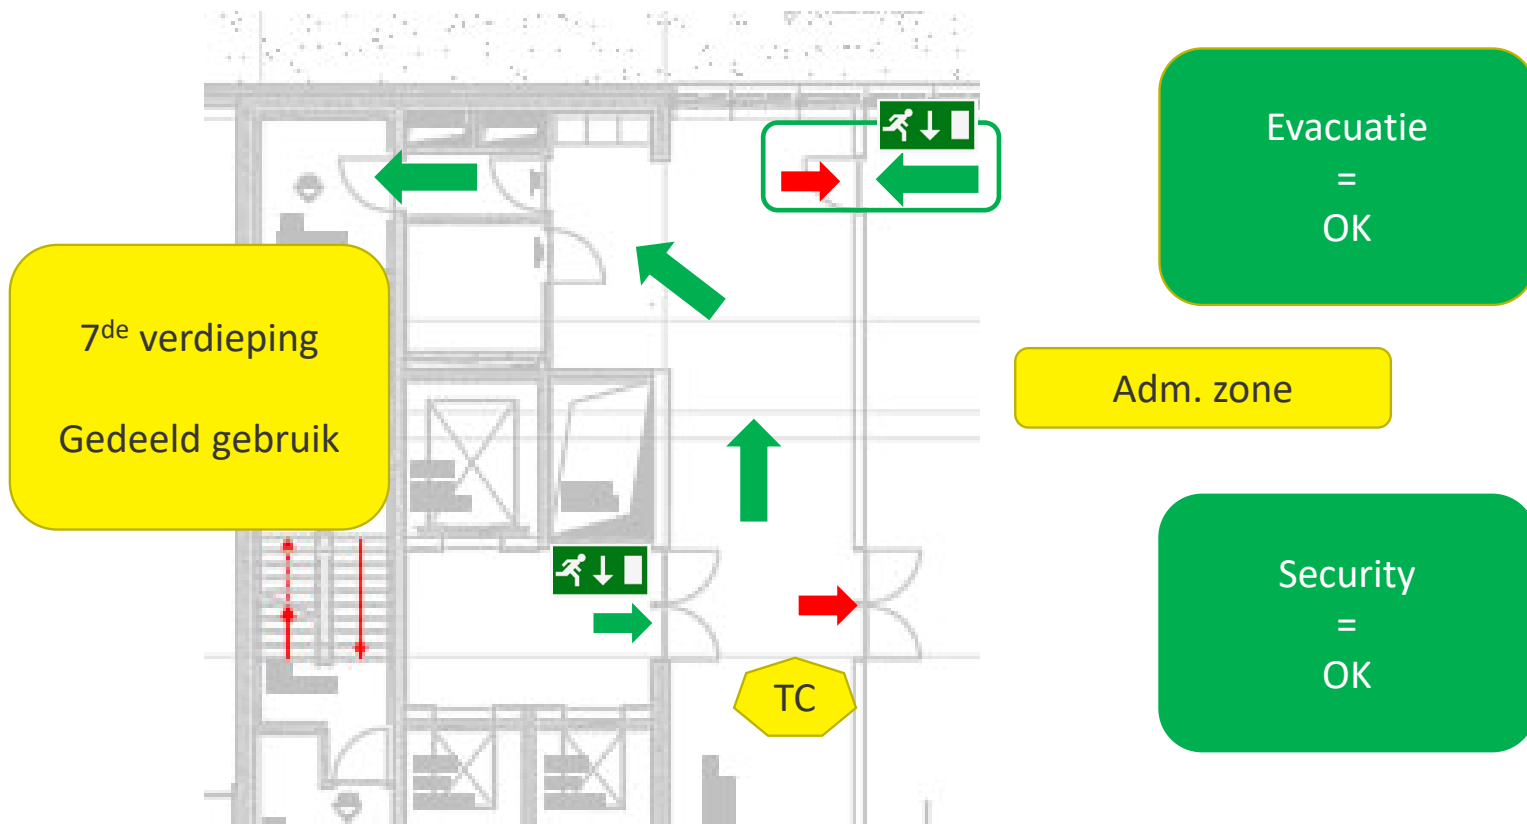 Evacuatie
=
OK
7de verdieping
Gedeeld gebruik
Adm. zone
Security
=
OK
TC